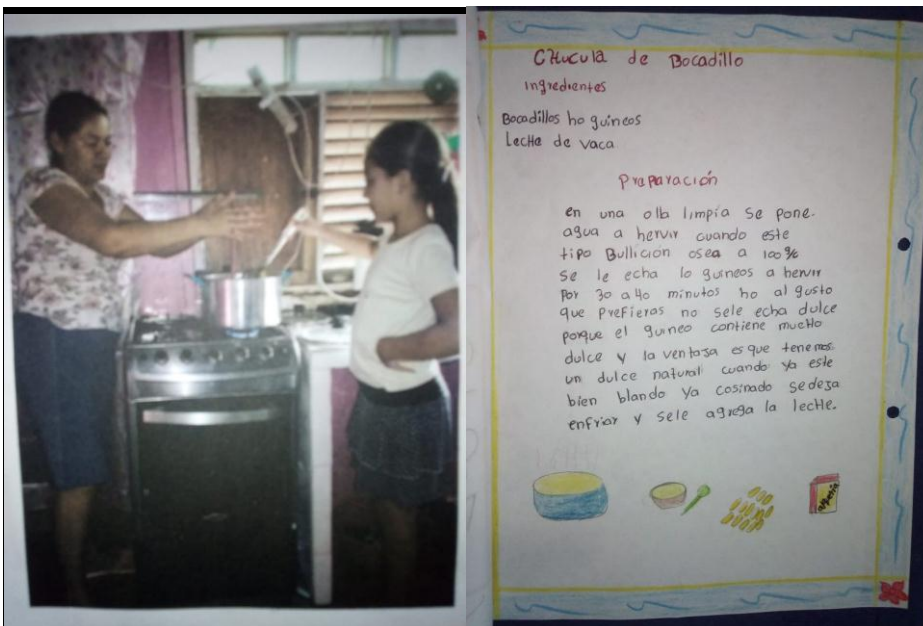 CHucula de Bocadillo
ingredientes
Bocadillos ho guineos
LecHe de vaca
Preparación
en una olla limpia se pone.
agua a hervir cuando este
tipo Bullición osea a 100%
se le echa lo guineos a hervir
Por 30 a 40 minutos ho al gusto
que prefieras no sele echa dulce
porque el guineo contiene mucHo
dulce y la ventaja es que tenemos.
un dulce natural cuando ya este
bien blando ya cosinado se deja
enfriar y sele agrega la lecHe.